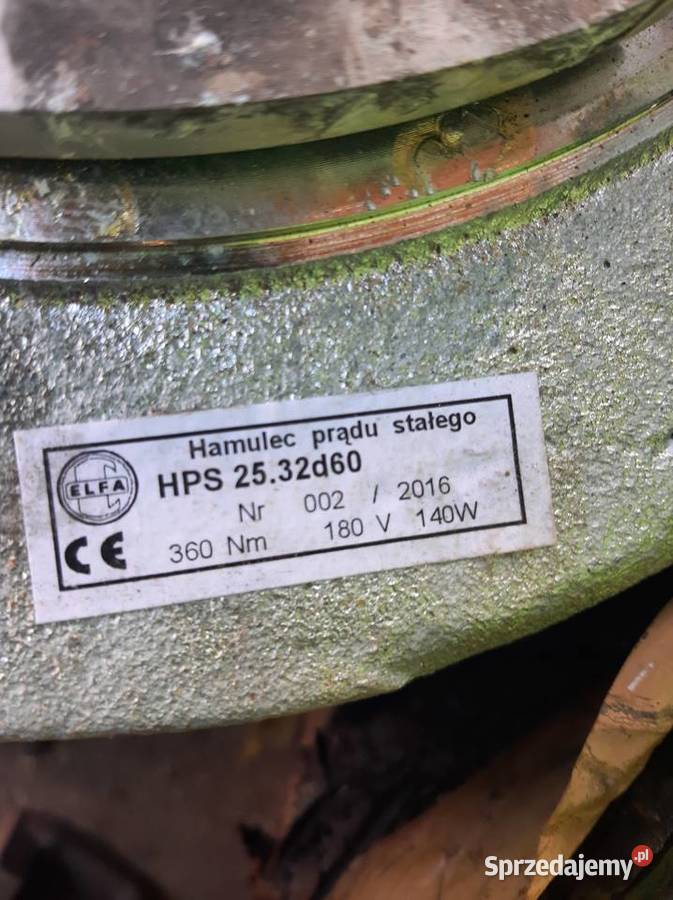 Hamulec prądu stałego
ELFA
HPS 25.32d60
Nr 002 / 2016
CE 360 Nm 180 V 140W
Sprzedajemy.pl